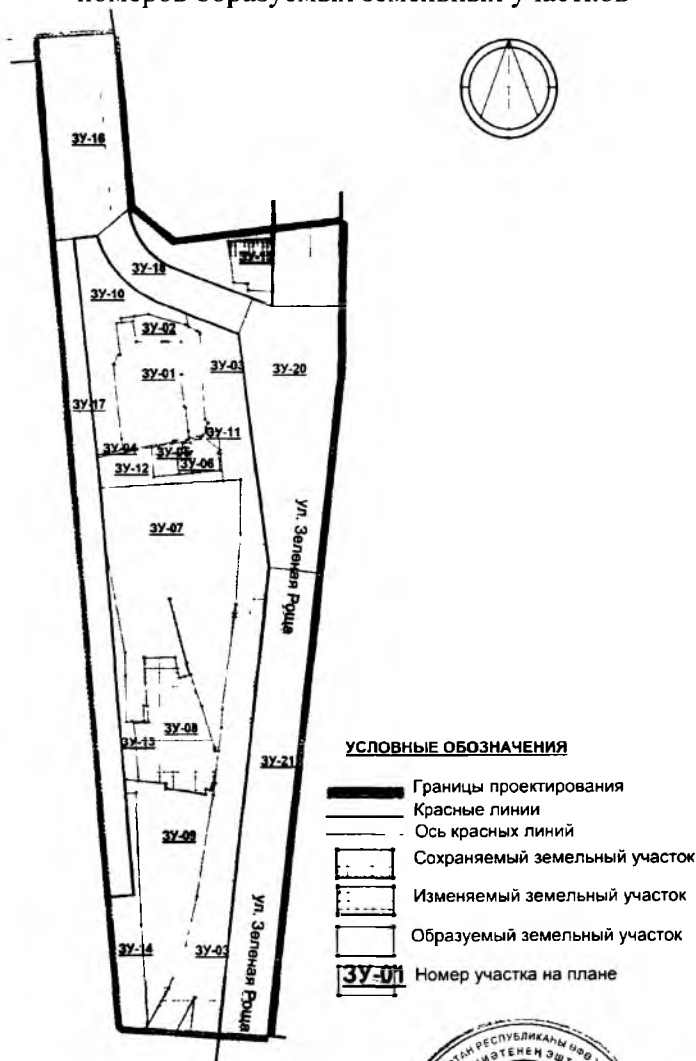 номеров образуемых земельных участков
ЗУ-16
ЗУ-18
ЗУ-10
ЗУ-02
ЗУ-03
ЗУ-20
ЗУ-01
ЗУ-17
ЗУ-11
ЗУ-04
ЗУ-12
ЗУ-06
ЗУ-07
ул. Зеленая Роща
ЗУ-08
ЗУ-13
ЗУ-21
ЗУ-09
ул. Зеленая Роща
ЗУ-14
ЗУ-03
УСЛОВНЫЕ ОБОЗНАЧЕНИЯ
Границы проектирования
Красные линии
Ось красных линий
Сохраняемый земельный участок
Изменяемый земельный участок
Образуемый земельный участок
ЗУ-01 Номер участка на плане